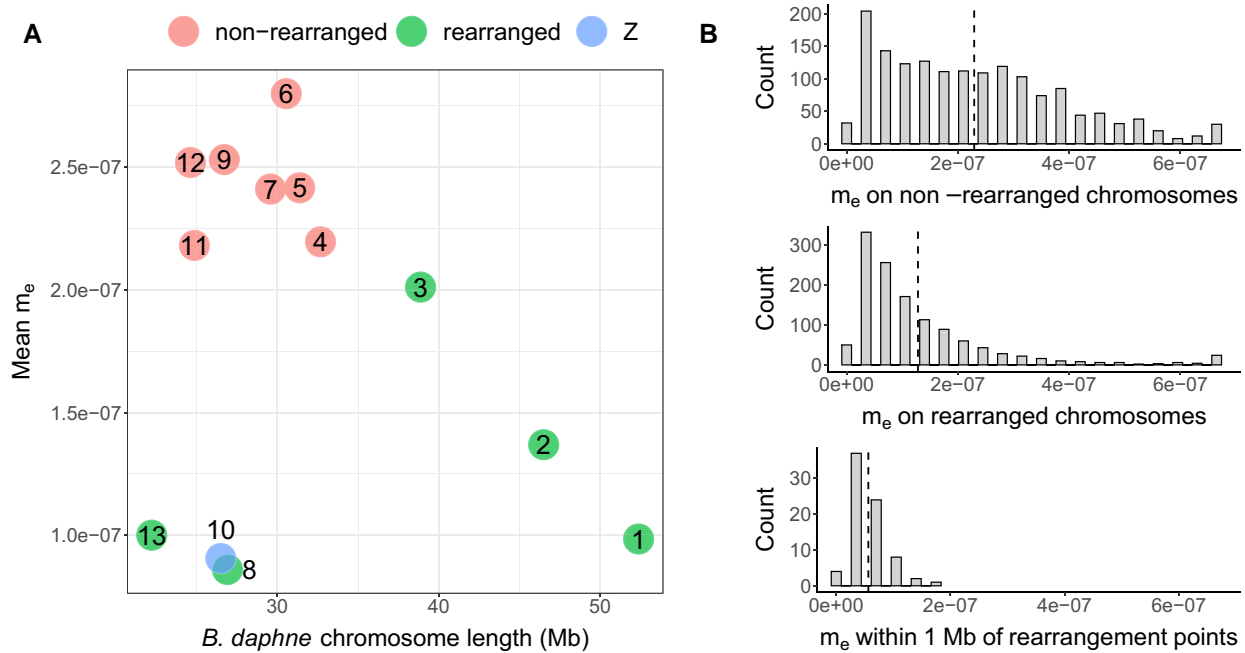 A
non−rearranged
rearranged
Z
2.5e−07
2.0e−07
1.5e−07
1.0e−07
Mean me
6
12
9
7
5
11
4
3
2
13
10
8
1
30
40
50
B. daphne chromosome length (Mb)
B
200
150
100
50
0
Count
0e+00
2e−07
4e−07
6e−07
me on non −rearranged chromosomes
300
200
100
0
Count
0e+00
2e−07
4e−07
6e−07
me on rearranged chromosomes
30
20
10
0
Count
0e+00
2e−07
4e−07
6e−07
me within 1 Mb of rearrangement points